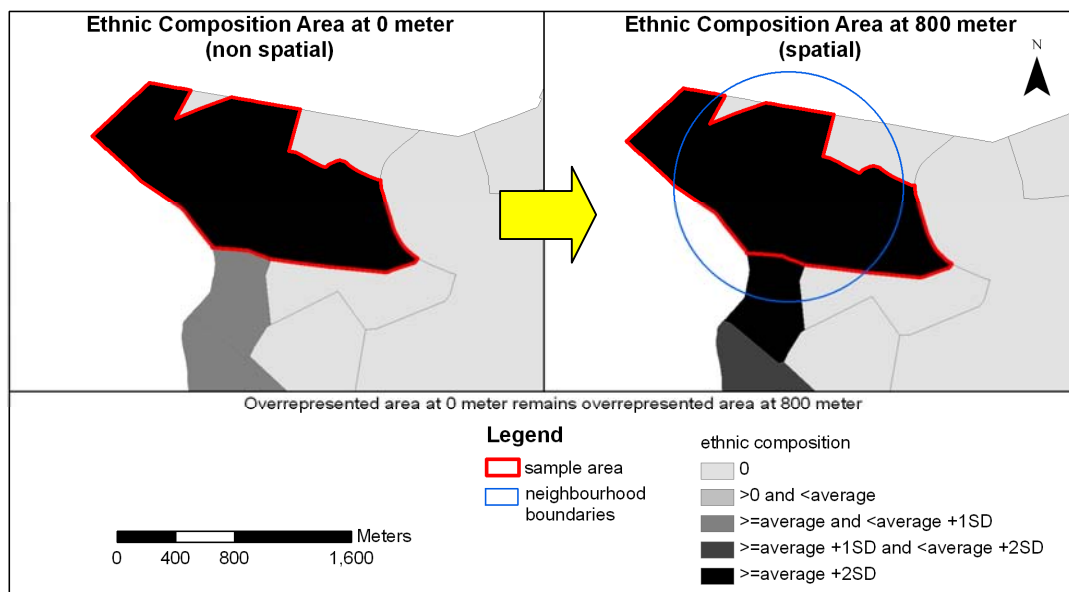 Ethnic Composition Area at 0 meter
(non spatial)
Ethnic Composition Area at 800 meter
(spatial)
N
Overrepresented area at 0 meter remains overrepresented area at 800 meter
Legend
sample area
neighbourhood
boundaries
ethnic composition
0
>0 and <average
>=average and <average +1SD
>=average +1SD and <average +2SD
>=average +2SD
Meters
0 400 800 1,600